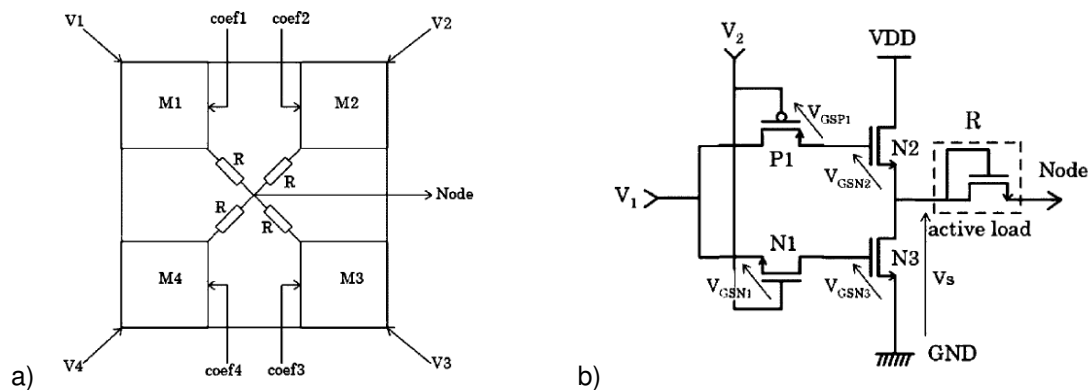 V1
coef1
coef2
V2
M1
M2
R
R
Node
R
R
M4
M3
V4
coef4
coef3
V3
a)
V2
VDD
VGSP1
P1
N2
R
Node
V1
VGSN2
N1
active load
N3
VGSN1
VGSN3
Vs
GND
b)